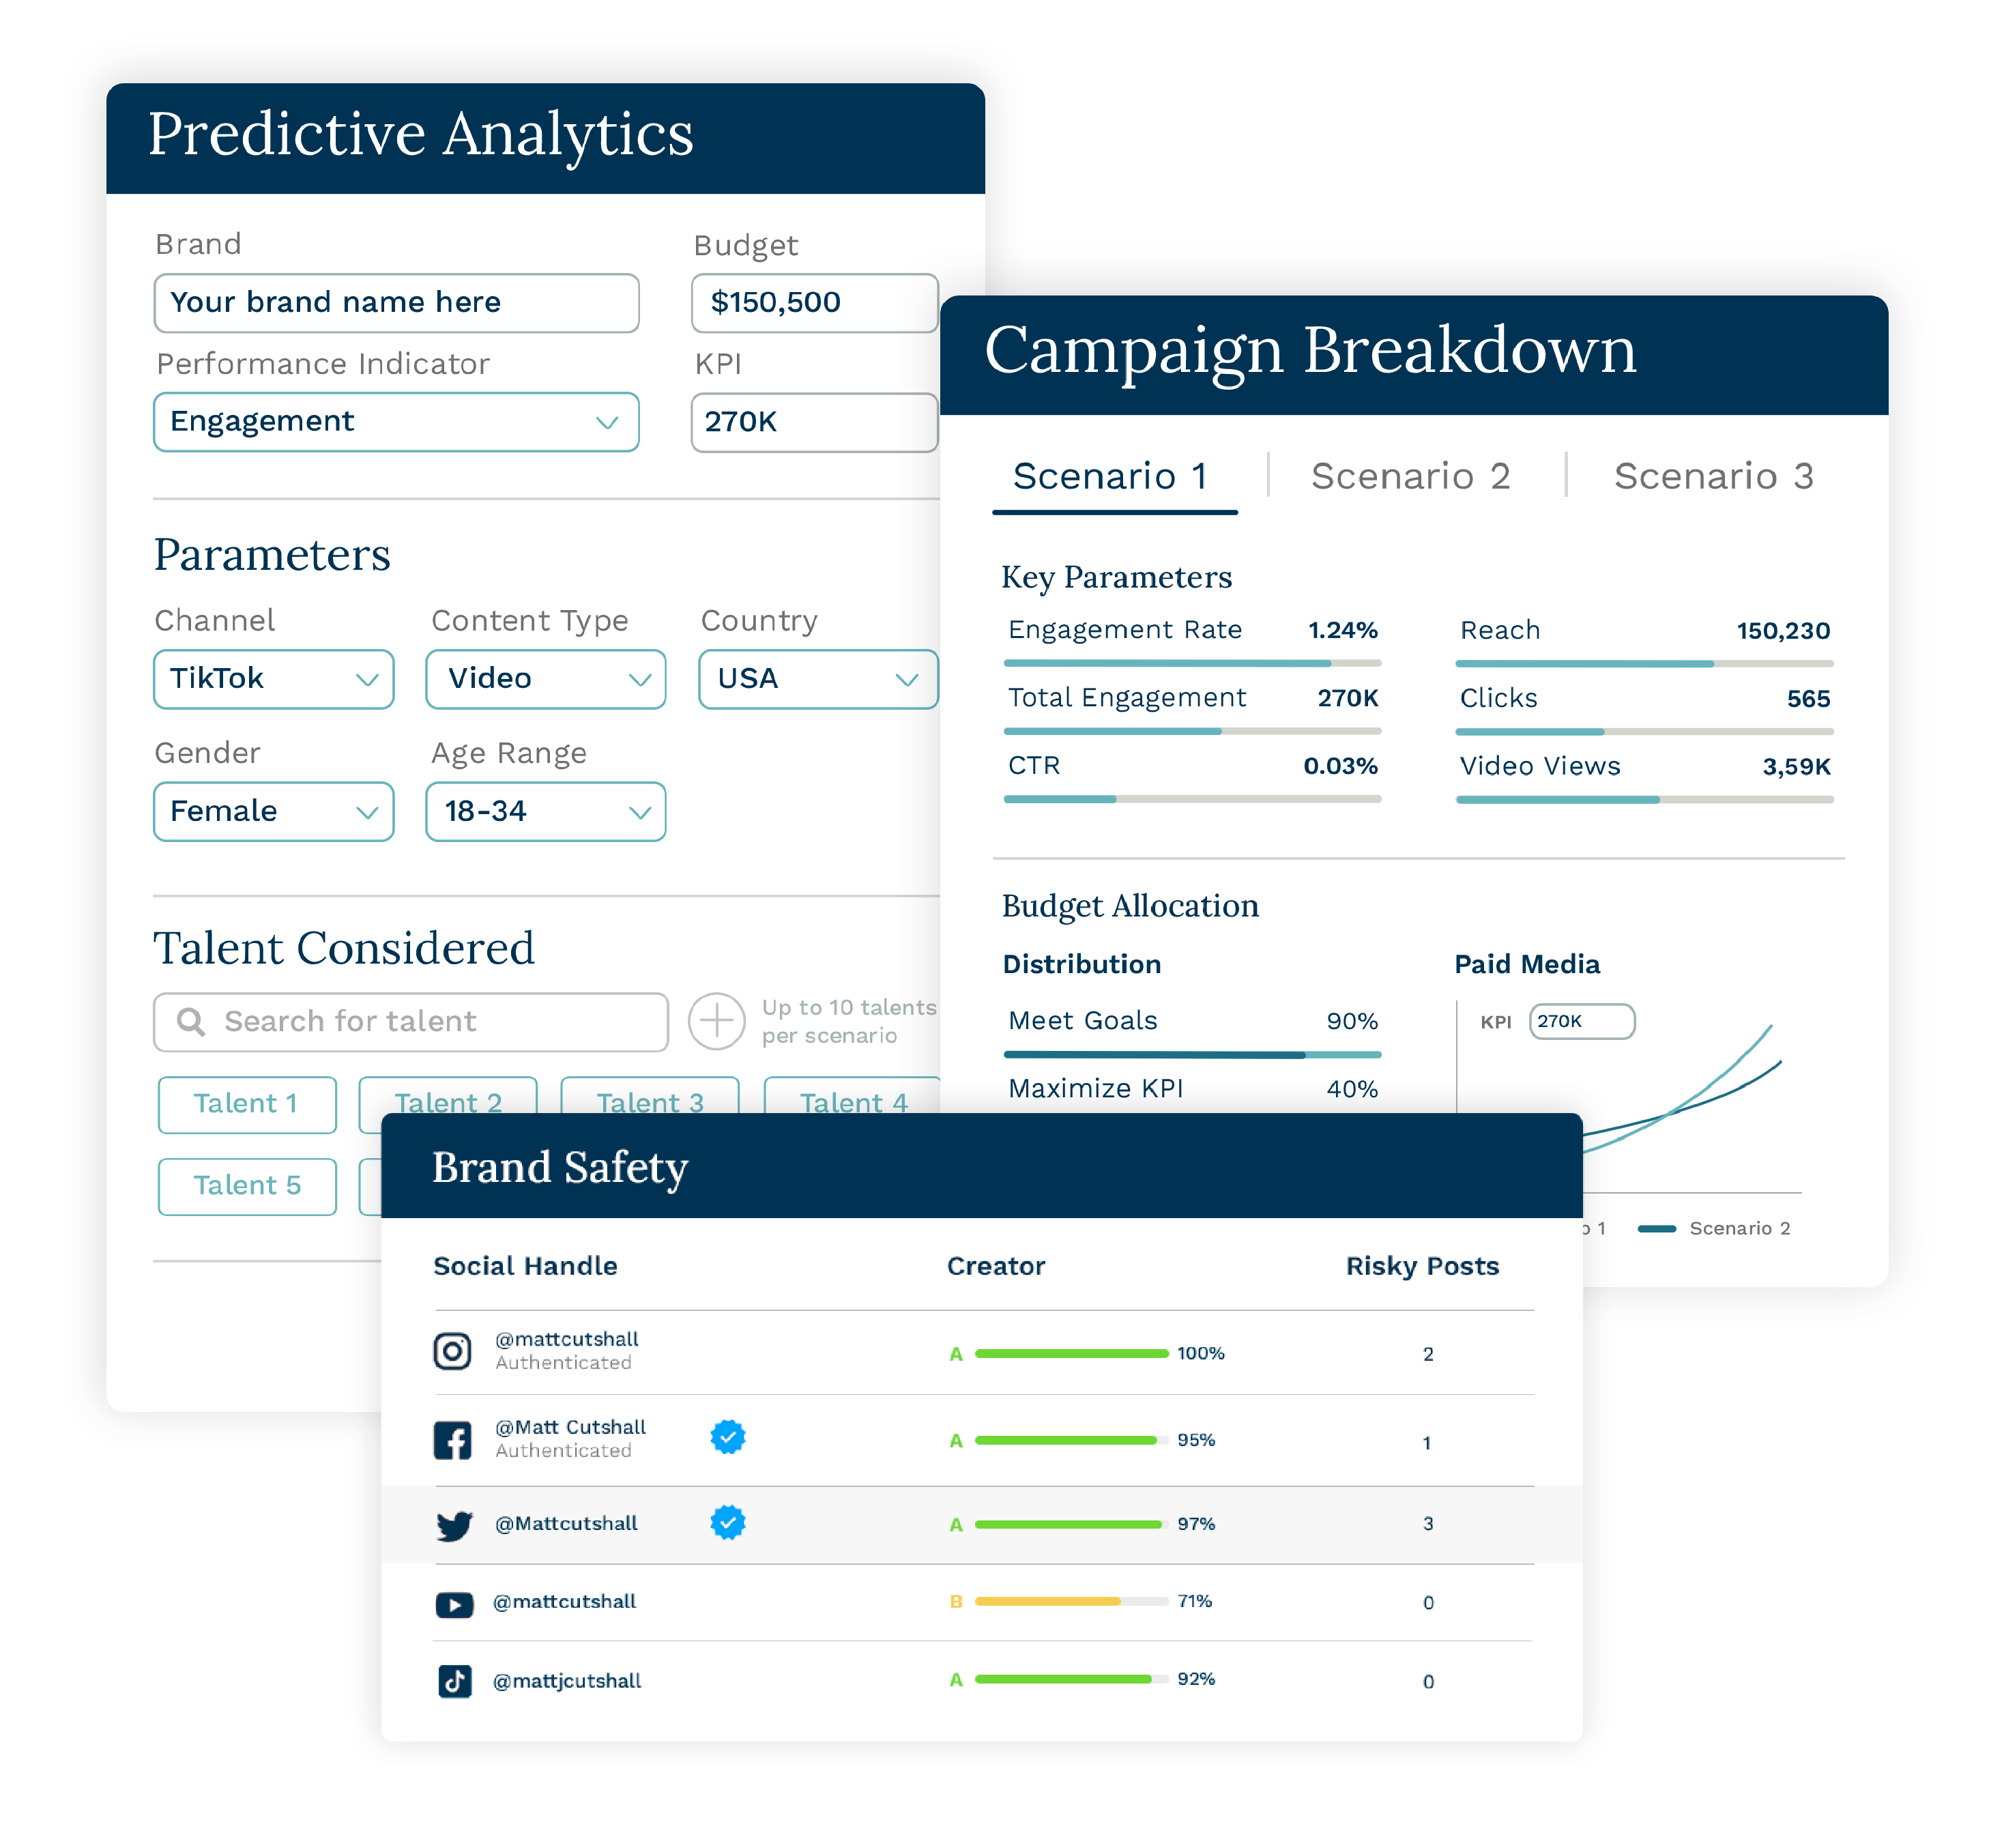 Predictive Analytics
Brand
Budget
Your brand name here
$150,500
Performance Indicator
KPI
Engagement
270K
Parameters
Channel
Content Type
Country
TikTok
Video
USA
Gender
Age Range
Female
18-34
Talent Considered
Search for talent
Up to 10 talents
per scenario
Talent 1
Talent 2
Talent 3
Talent 4
Talent 5
Campaign Breakdown
Scenario 1
Scenario 2
Scenario 3
Key Parameters
Engagement Rate 1.24%
Reach 150,230
Total Engagement 270K
Clicks 565
CTR 0.03%
Video Views 3,59K
Budget Allocation
Distribution
Paid Media
Meet Goals 90%
KPI 270K
Maximize KPI 40%
o 1
Scenario 2
Brand Safety
Social Handle Creator Risky Posts
@mattcutshall
Authenticated
A 100% 2
@Matt Cutshall
Authenticated
A 95% 1
@Mattcutshall A 97% 3
@mattcutshall B 71% 0
@mattjcutshall A 92% 0